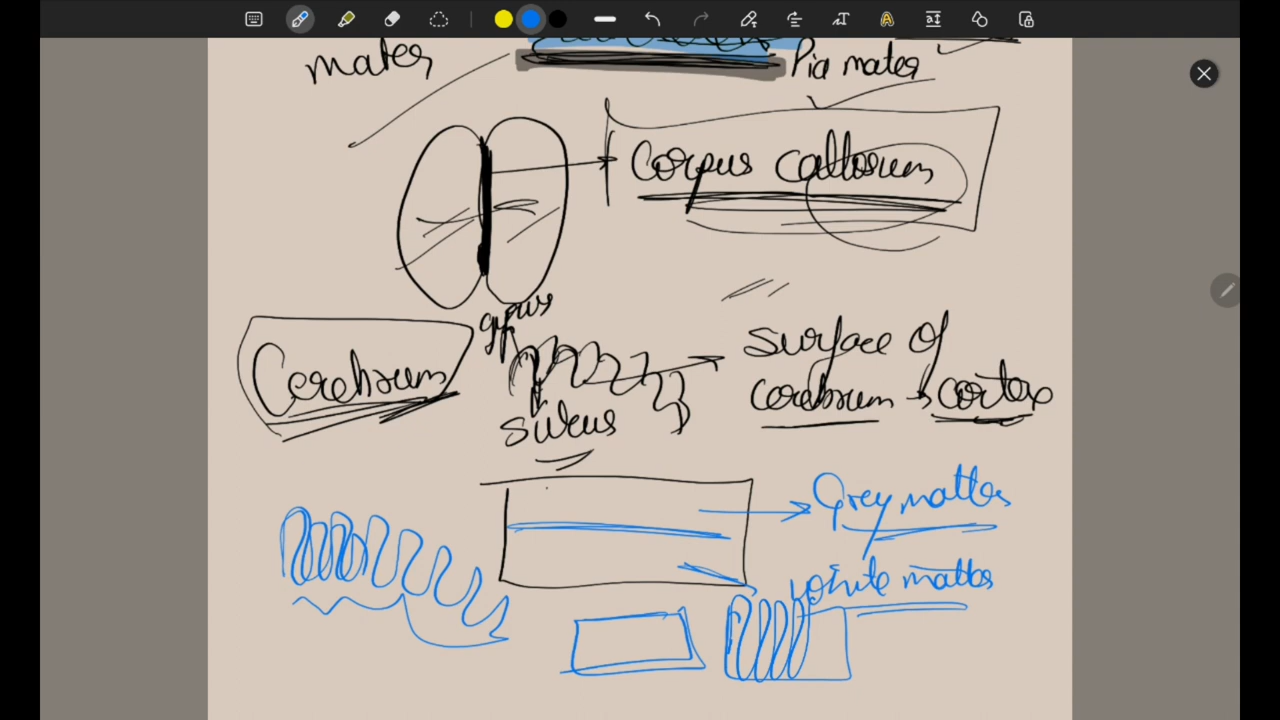 mater
Pia mater
Corpus callosum
gyrus
Cerebrum
surface of
cerebrum → cortex
sulcus
Grey matter
white matter